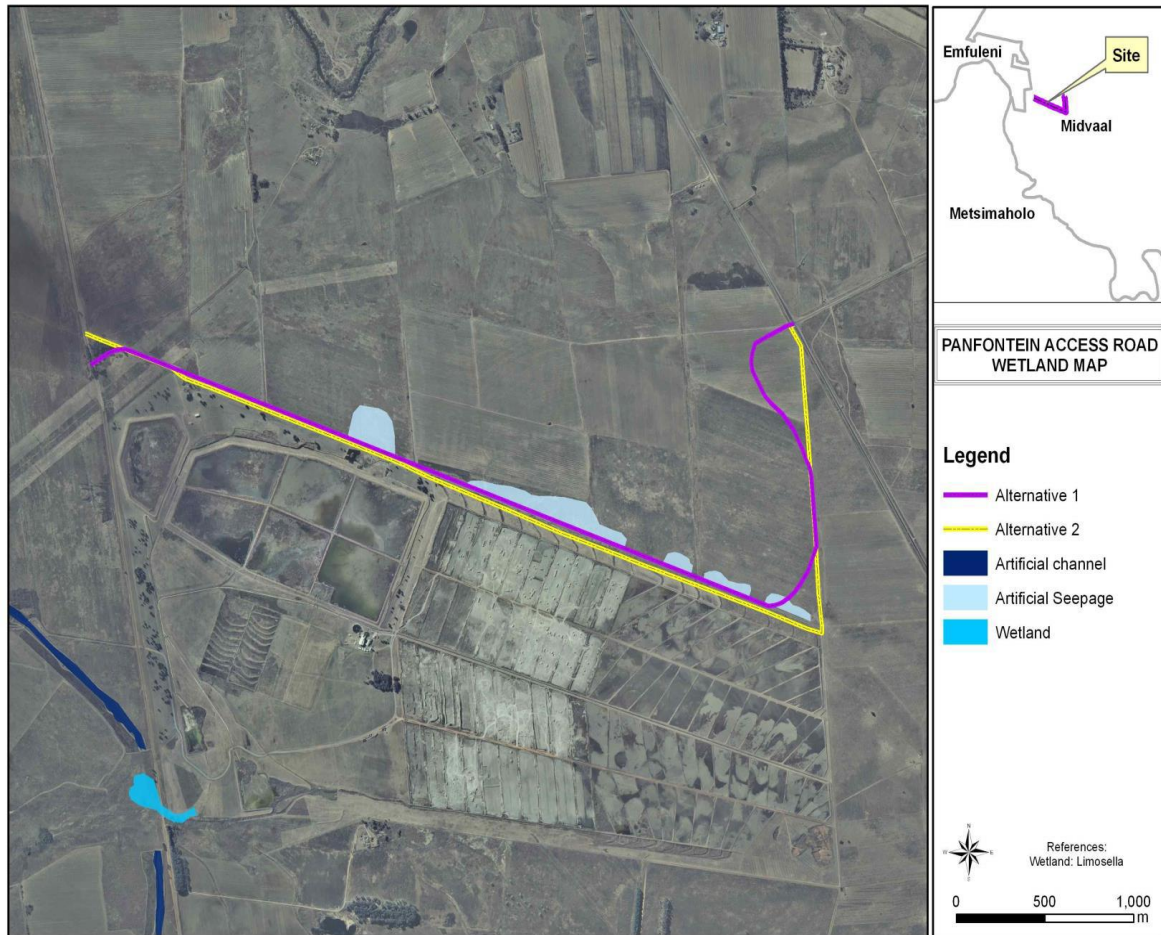 Emfuleni
Site
Midvaal
Metsimaholo
PANFONTEIN ACCESS ROAD
WETLAND MAP
Legend
Alternative 1
Alternative 2
Artificial channel
Artificial Seepage
Wetland
N
W E
S
References:
Wetland: Limosella
0 500 1,000
m